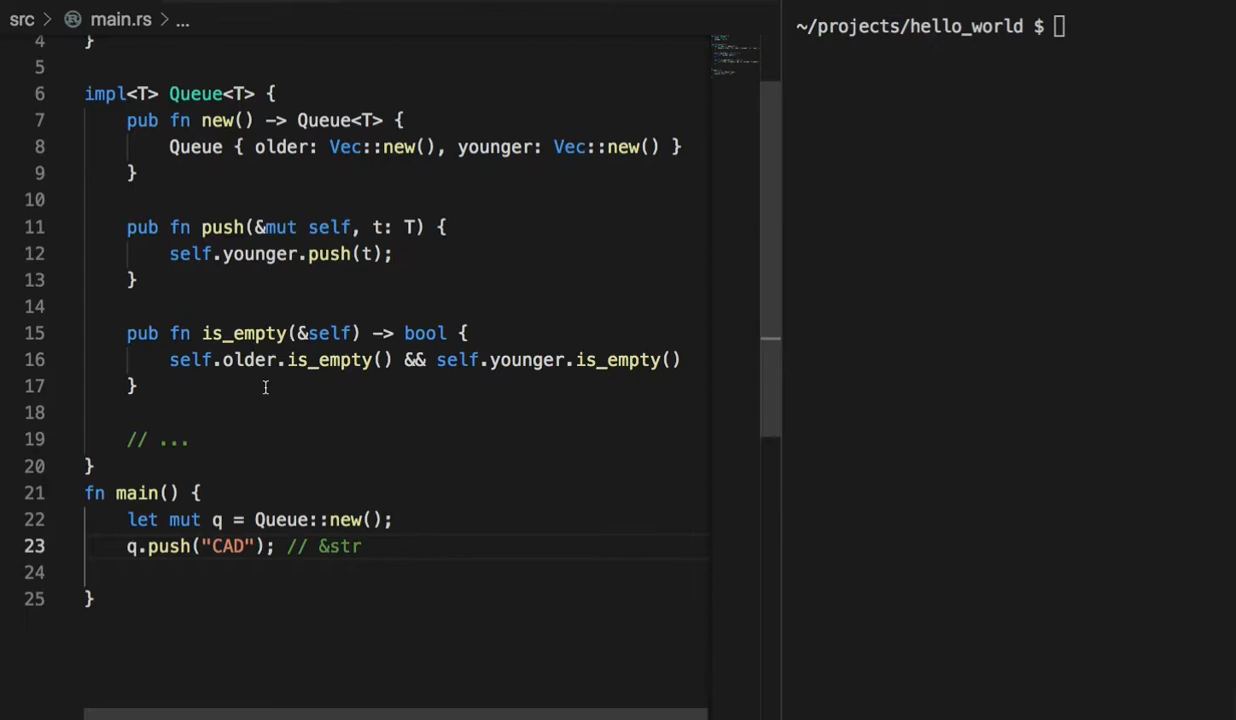 src > main.rs > ...
~/projects/hello_world $
4 }
5
6 impl<T> Queue<T> {
7 pub fn new() -> Queue<T> {
8 Queue { older: Vec::new(), younger: Vec::new() }
9 }
10
11 pub fn push(&mut self, t: T) {
12 self.younger.push(t);
13 }
14
15 pub fn is_empty(&self) -> bool {
16 self.older.is_empty() && self.younger.is_empty()
17 }
18
19 // ...
20 }
21 fn main() {
22 let mut q = Queue::new();
23 q.push("CAD"); // &str
24
25 }